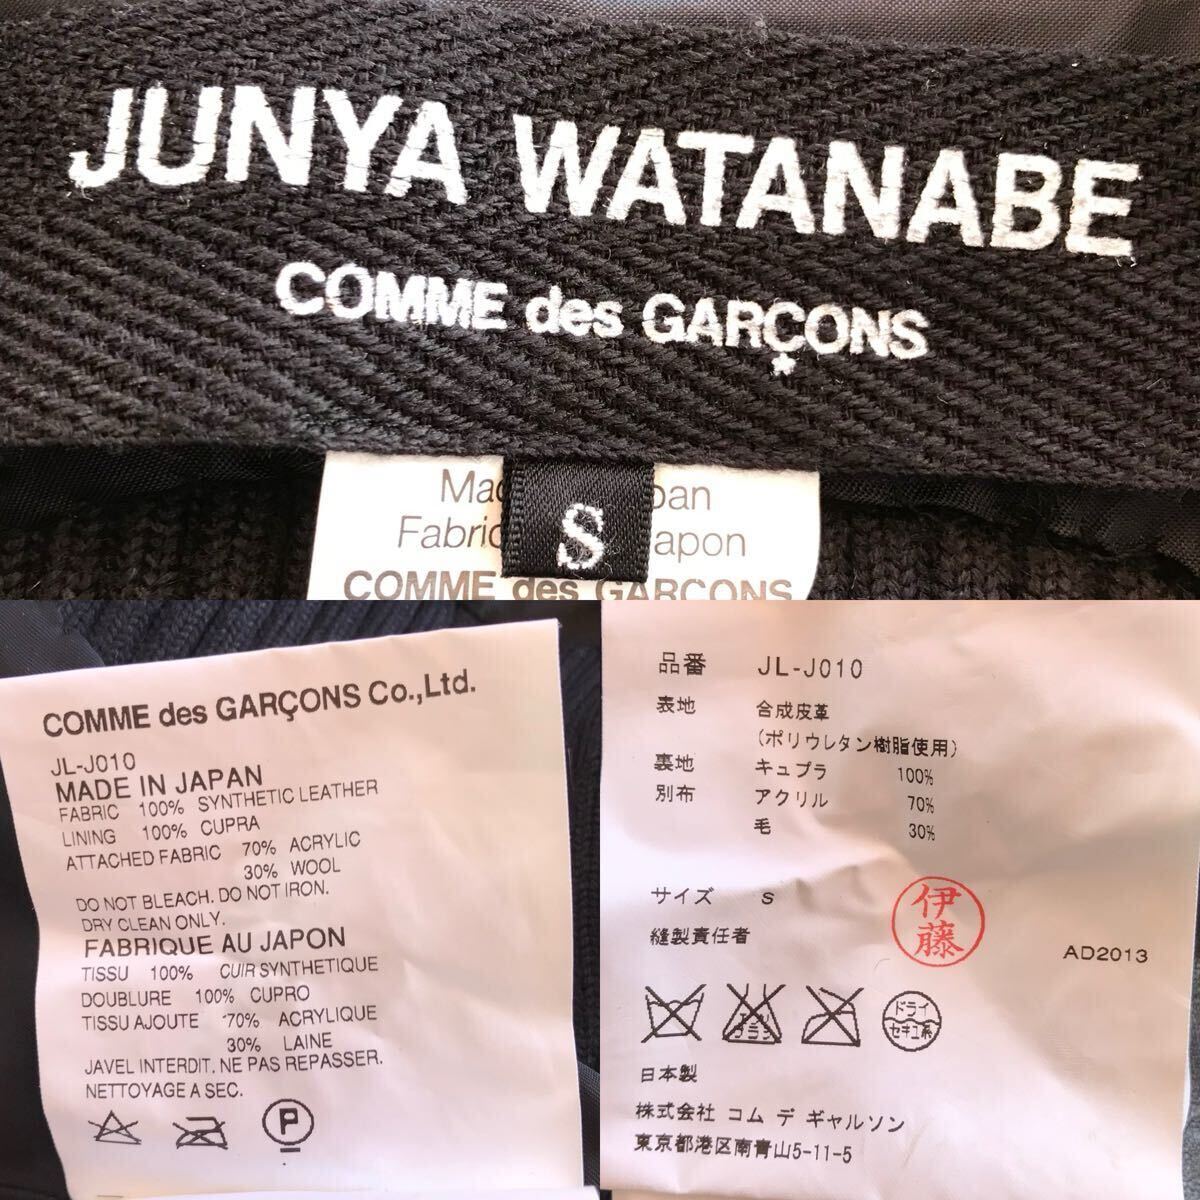 JUNYA WATANABE
COMME des GARÇONS
S
COMME des GARÇONS
COMME des GARÇONS Co.,Ltd.
JL-J010
MADE IN JAPAN
FABRIC 100% SYNTHETIC LEATHER
LINING 100% CUPRA
ATTACHED FABRIC 70% ACRYLIC
30% WOOL
DO NOT BLEACH. DO NOT IRON.
DRY CLEAN ONLY.
FABRIQUE AU JAPON
TISSU 100% CUIR SYNTHETIQUE
DOUBLURE 100% CUPRO
TISSU AJOUTE 70% ACRYLIQUE
30% LAINE
JAVEL INTERDIT. NE PAS REPASSER.
NETTOYAGE A SEC.
P
品番 JL-J010
表地 合成皮革
(ポリウレタン樹脂使用)
裏地 キュプラ 100%
別布 アクリル 70%
毛 30%
サイズ S
縫製責任者 伊藤 AD2013
エンソ サラシ ドライ セキユ系
日本製
株式会社 コム デ ギャルソン
東京都港区南青山5-11-5